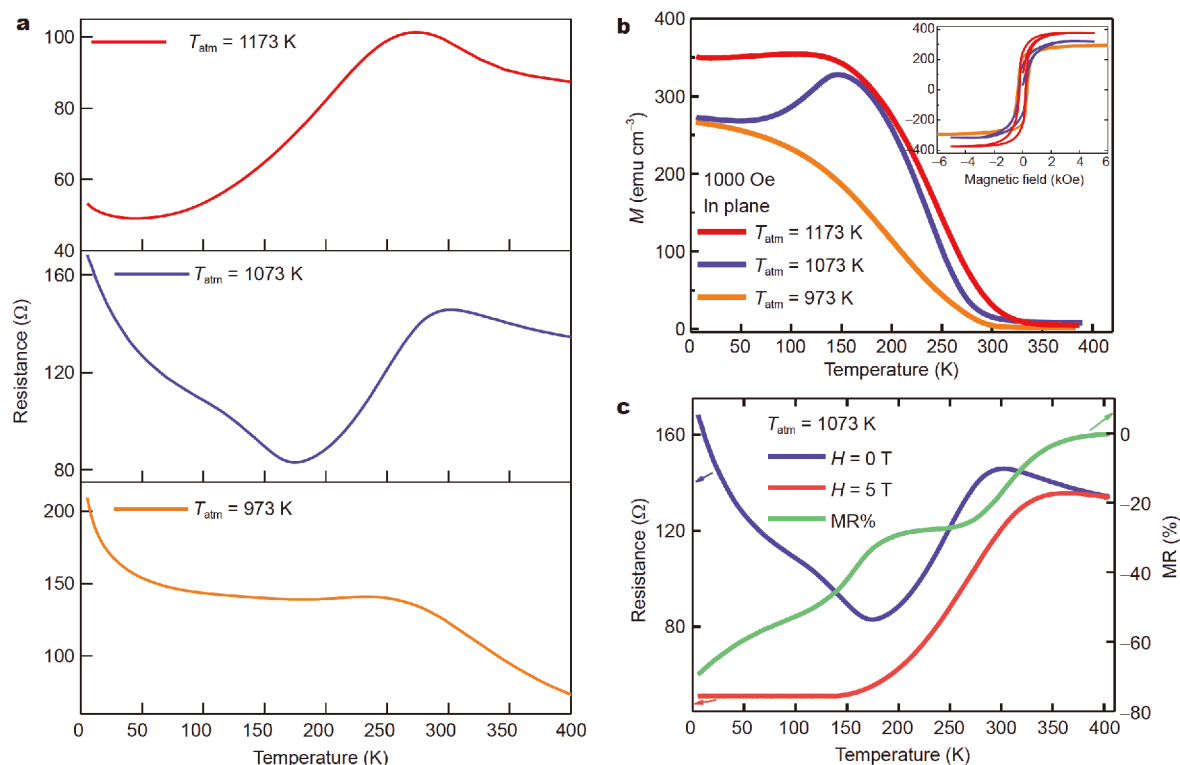 a
T_atm = 1173 K
100
80
60
40
T_atm = 1073 K
160
120
80
T_atm = 973 K
200
150
100
0 50 100 150 200 250 300 350 400
Resistance (Ω)
Temperature (K)
b
400
350
300
250
200
150
100
50
0
M (emu cm⁻³)
1000 Oe
In plane
T_atm = 1173 K
T_atm = 1073 K
T_atm = 973 K
0 50 100 150 200 250 300 350 400
Temperature (K)
400
200
0
−200
−400
−6 −4 −2 0 2 4 6
Magnetic field (kOe)
c
T_atm = 1073 K
H = 0 T
H = 5 T
MR%
160
120
80
Resistance (Ω)
0
−20
−40
−60
−80
MR (%)
0 50 100 150 200 250 300 350 400
Temperature (K)